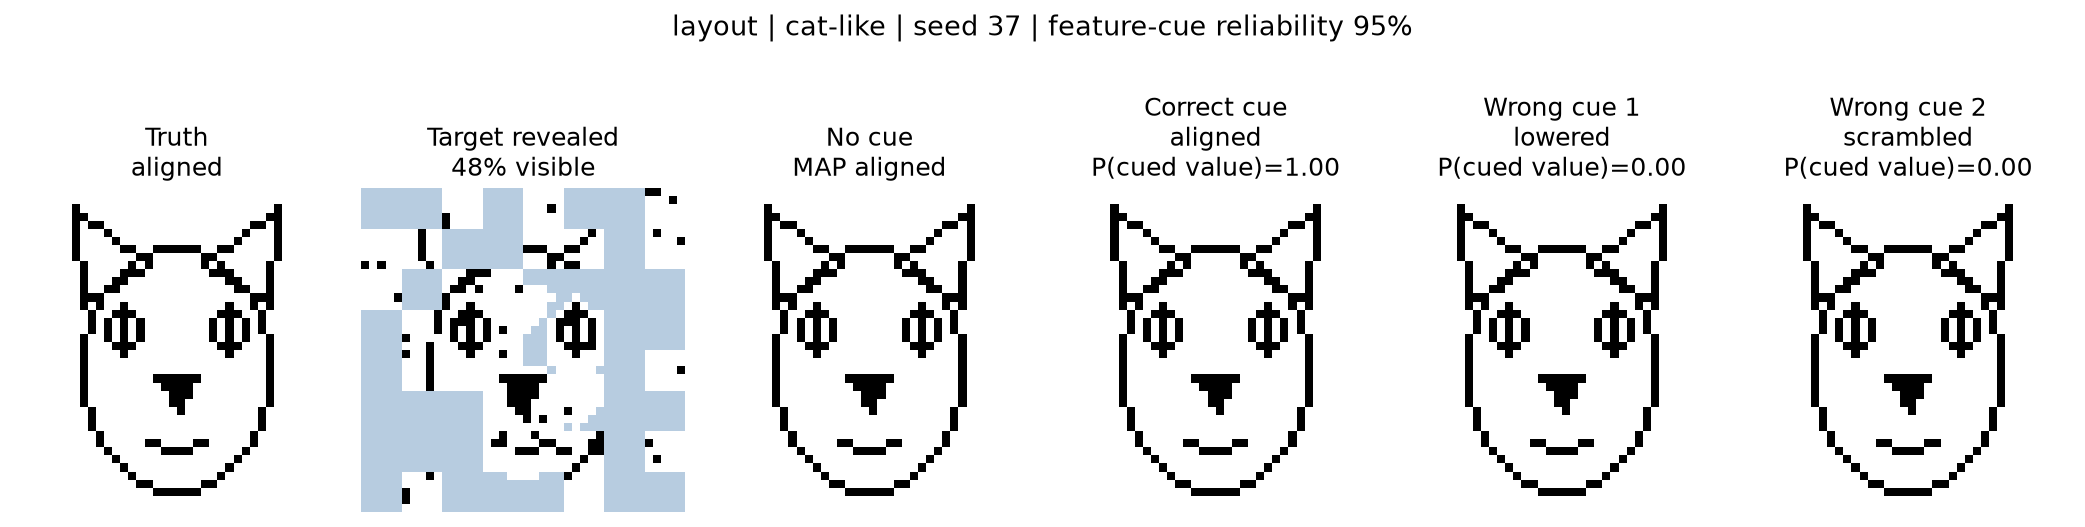 layout | cat-like | seed 37 | feature-cue reliability 95%
Truth
aligned
Target revealed
48% visible
No cue
MAP aligned
Correct cue
aligned
P(cued value)=1.00
Wrong cue 1
lowered
P(cued value)=0.00
Wrong cue 2
scrambled
P(cued value)=0.00